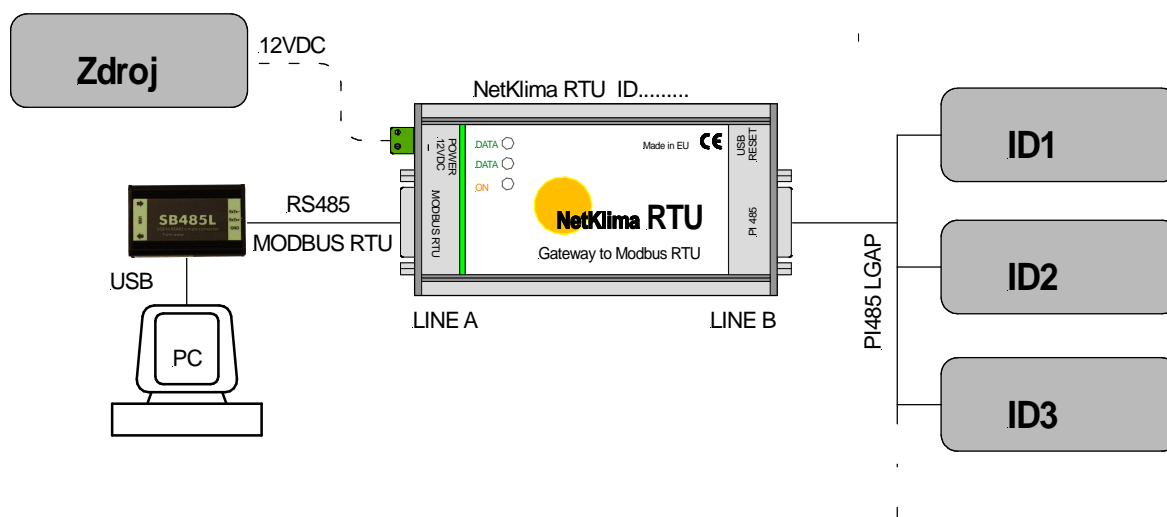 Zdroj
12VDC
NetKlima RTU ID.........
POWER
12VDC
MODBUS RTU
DATA
DATA
ON
Made in EU
CE
USB
RESET
NetKlima RTU
Gateway to Modbus RTU
PI 485
SB485L
RS485
MODBUS RTU
USB
PC
LINE A
LINE B
PI485 LGAP
ID1
ID2
ID3